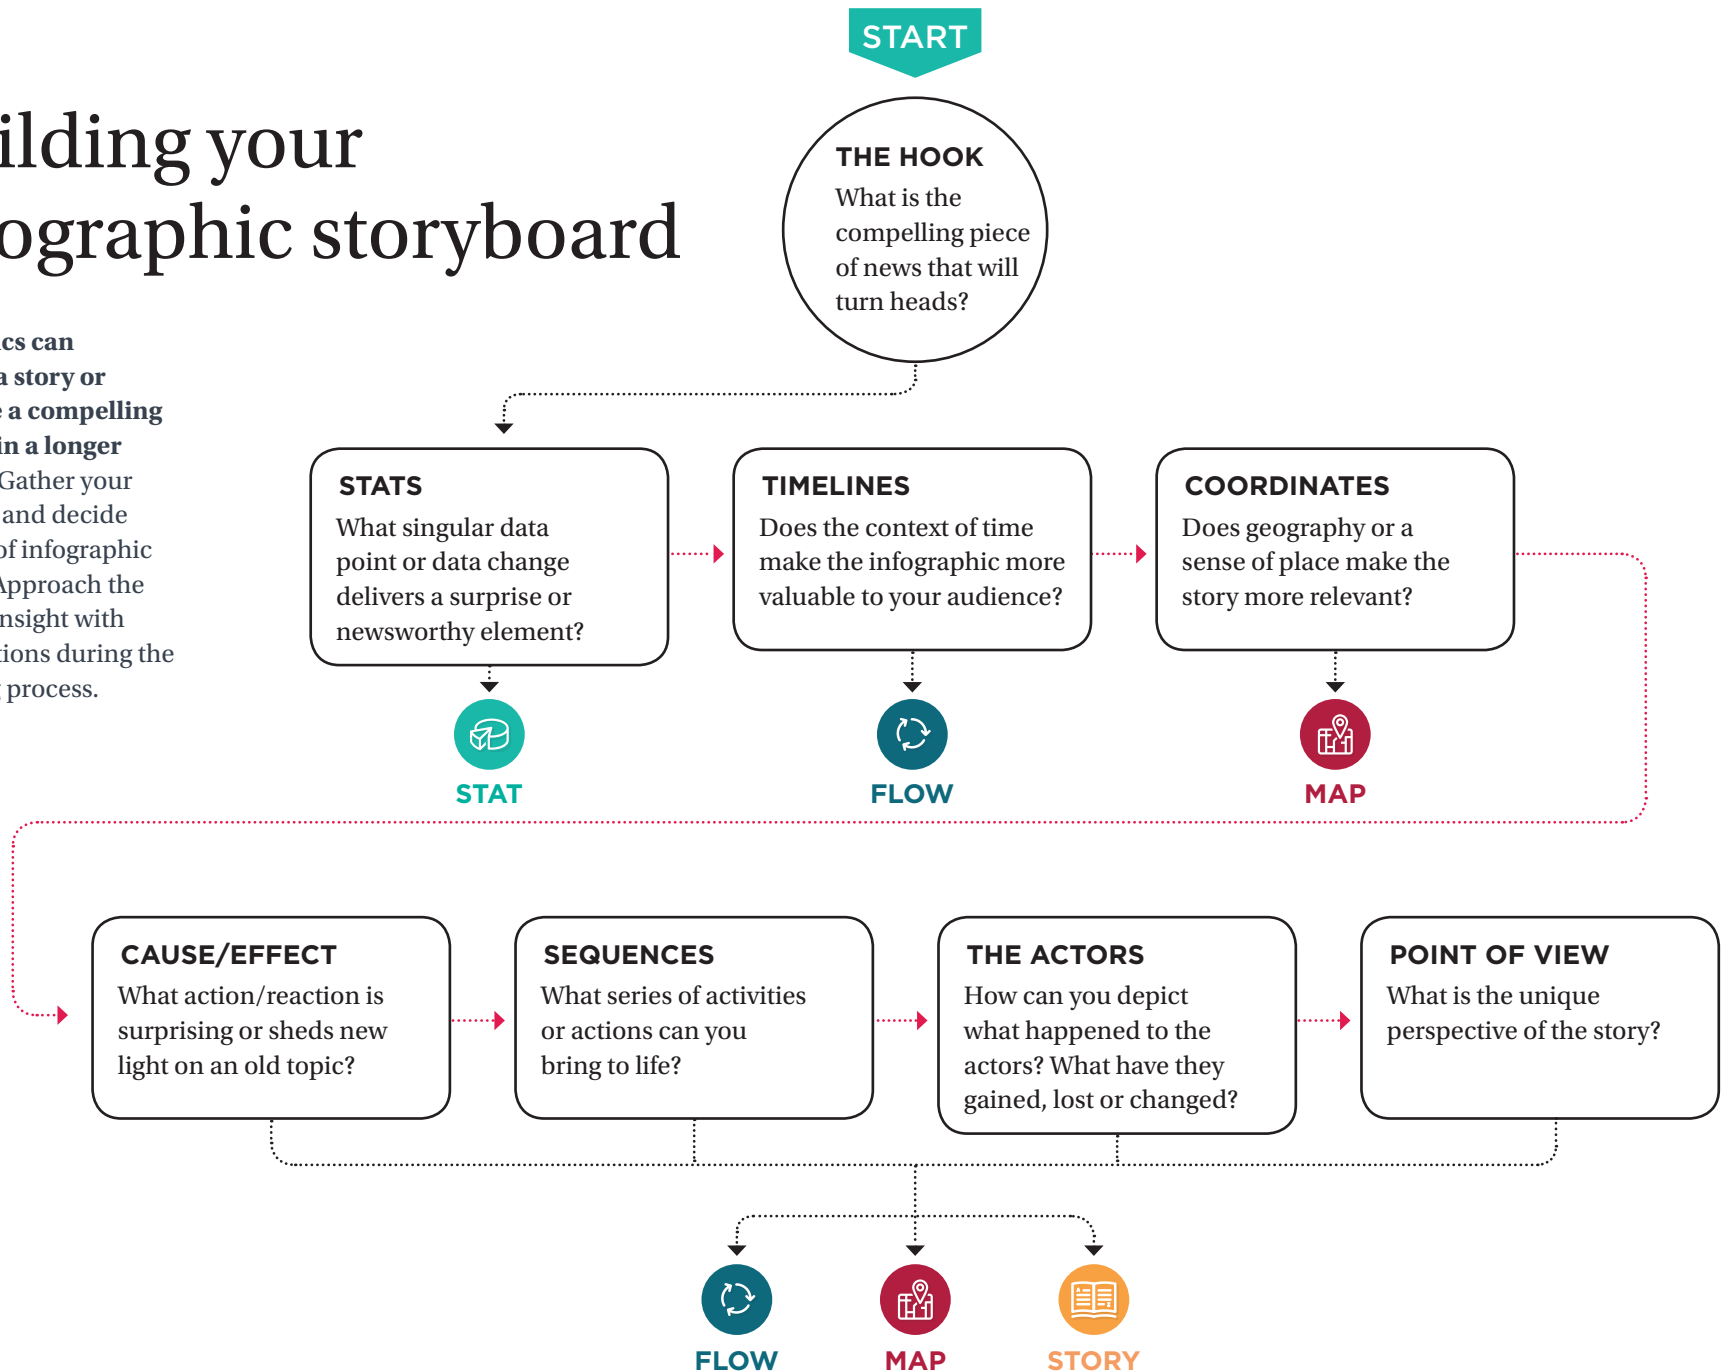 START
ilding your
ographic storyboard
THE HOOK
What is the
compelling piece
of news that will
turn heads?
cs can
a story or
e a compelling
in a longer
Gather your
and decide
of infographic
Approach the
nsight with
tions during the
process.
STATS
What singular data
point or data change
delivers a surprise or
newsworthy element?
TIMELINES
Does the context of time
make the infographic more
valuable to your audience?
COORDINATES
Does geography or a
sense of place make the
story more relevant?
STAT
FLOW
MAP
CAUSE/EFFECT
What action/reaction is
surprising or sheds new
light on an old topic?
SEQUENCES
What series of activities
or actions can you
bring to life?
THE ACTORS
How can you depict
what happened to the
actors? What have they
gained, lost or changed?
POINT OF VIEW
What is the unique
perspective of the story?
FLOW
MAP
STORY